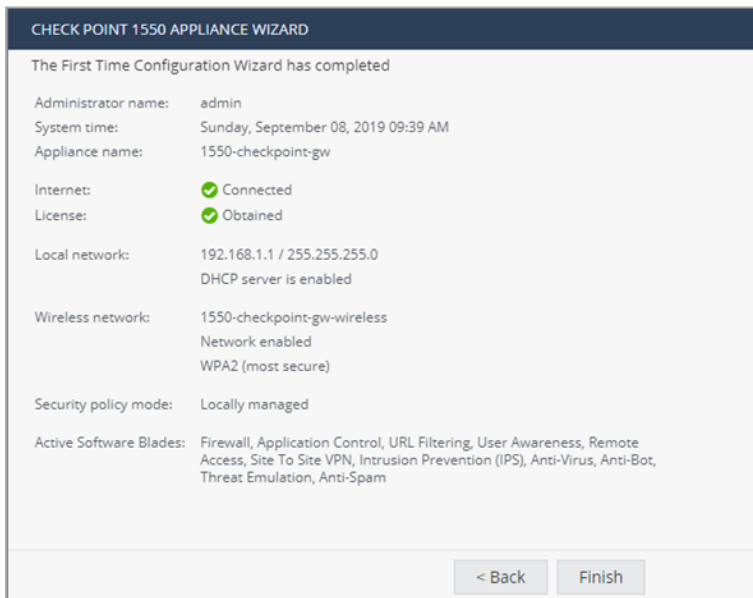 CHECK POINT 1550 APPLIANCE WIZARD
The First Time Configuration Wizard has completed
Administrator name: admin
System time: Sunday, September 08, 2019 09:39 AM
Appliance name: 1550-checkpoint-gw
Internet: Connected
License: Obtained
Local network: 192.168.1.1 / 255.255.255.0
DHCP server is enabled
Wireless network: 1550-checkpoint-gw-wireless
Network enabled
WPA2 (most secure)
Security policy mode: Locally managed
Active Software Blades: Firewall, Application Control, URL Filtering, User Awareness, Remote
Access, Site To Site VPN, Intrusion Prevention (IPS), Anti-Virus, Anti-Bot,
Threat Emulation, Anti-Spam
< Back Finish